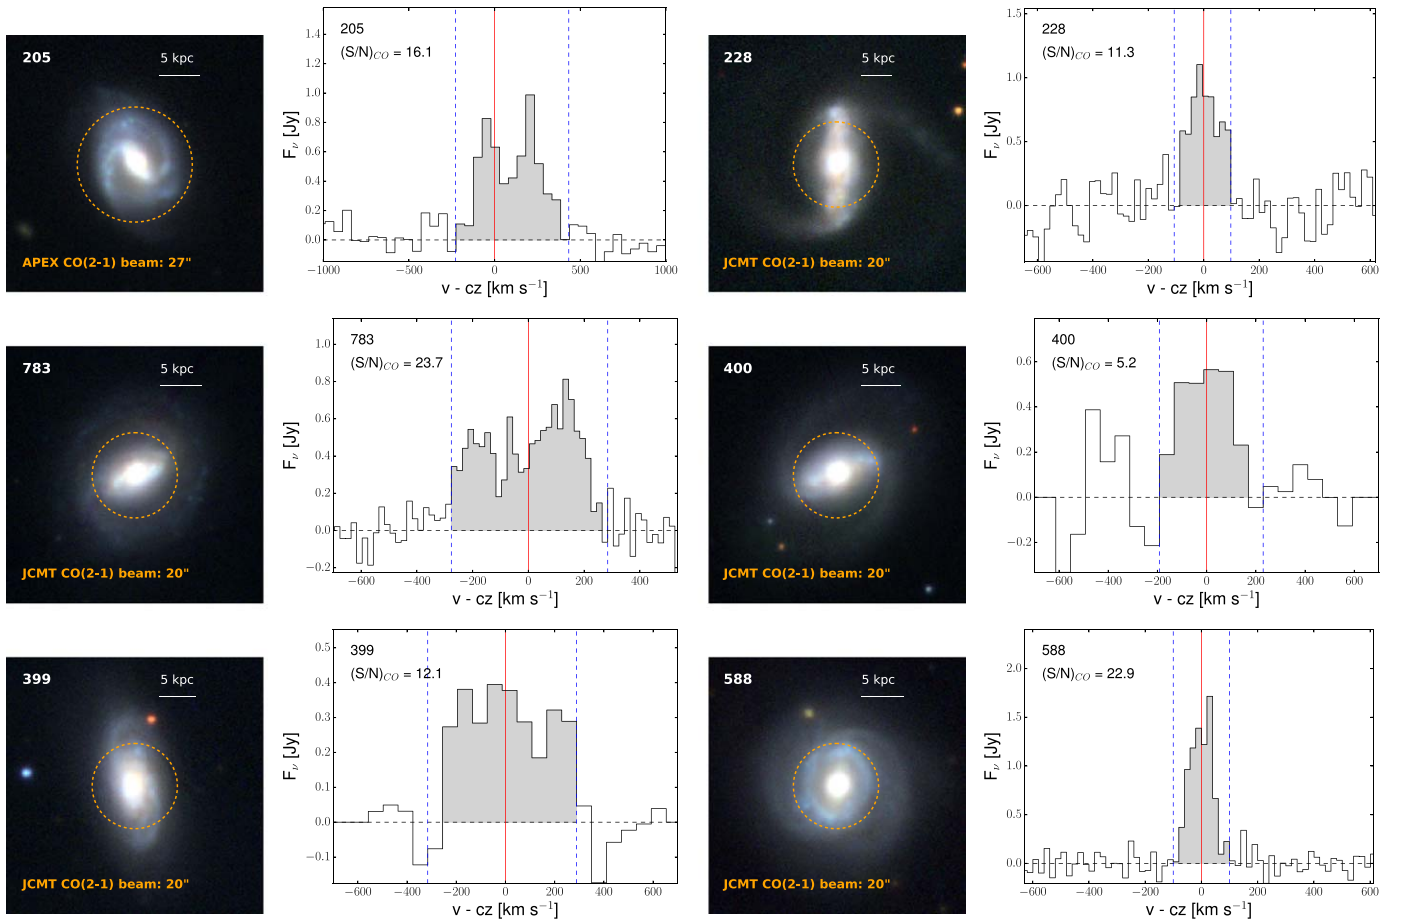 205
5 kpc
APEX CO(2-1) beam: 27"
205
(S/N)CO = 16.1
Fν [Jy]
1.4
1.2
1.0
0.8
0.6
0.4
0.2
0.0
−1000 −500 0 500 1000
v - cz [km s−1]
228
5 kpc
JCMT CO(2-1) beam: 20"
228
(S/N)CO = 11.3
Fν [Jy]
1.5
1.0
0.5
0.0
−600 −400 −200 0 200 400 600
v - cz [km s−1]
783
5 kpc
JCMT CO(2-1) beam: 20"
783
(S/N)CO = 23.7
Fν [Jy]
1.0
0.8
0.6
0.4
0.2
0.0
−0.2
−600 −400 −200 0 200 400
v - cz [km s−1]
400
5 kpc
JCMT CO(2-1) beam: 20"
400
(S/N)CO = 5.2
Fν [Jy]
0.6
0.4
0.2
0.0
−0.2
−600 −400 −200 0 200 400 600
v - cz [km s−1]
399
5 kpc
JCMT CO(2-1) beam: 20"
399
(S/N)CO = 12.1
Fν [Jy]
0.5
0.4
0.3
0.2
0.1
0.0
−0.1
−600 −400 −200 0 200 400 600
v - cz [km s−1]
588
5 kpc
JCMT CO(2-1) beam: 20"
588
(S/N)CO = 22.9
Fν [Jy]
2.0
1.5
1.0
0.5
0.0
−600 −400 −200 0 200 400 600
v - cz [km s−1]